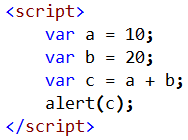 <script>
    var a = 10;
    var b = 20;
    var c = a + b;
    alert(c);
</script>